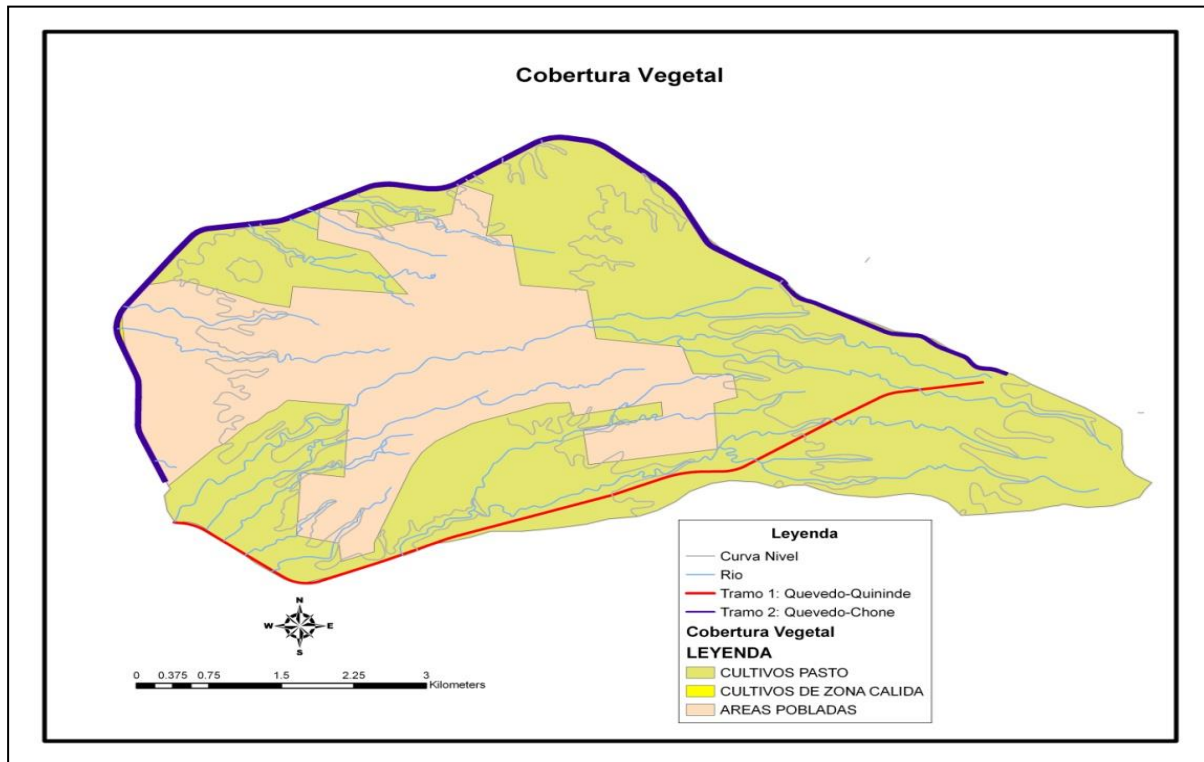 Cobertura Vegetal
Leyenda
Curva Nivel
Rio
Tramo 1: Quevedo-Quininde
Tramo 2: Quevedo-Chone
Cobertura Vegetal
LEYENDA
CULTIVOS PASTO
CULTIVOS DE ZONA CALIDA
AREAS POBLADAS
N
W E
S
0 0.375 0.75 1.5 2.25 3
Kilometers